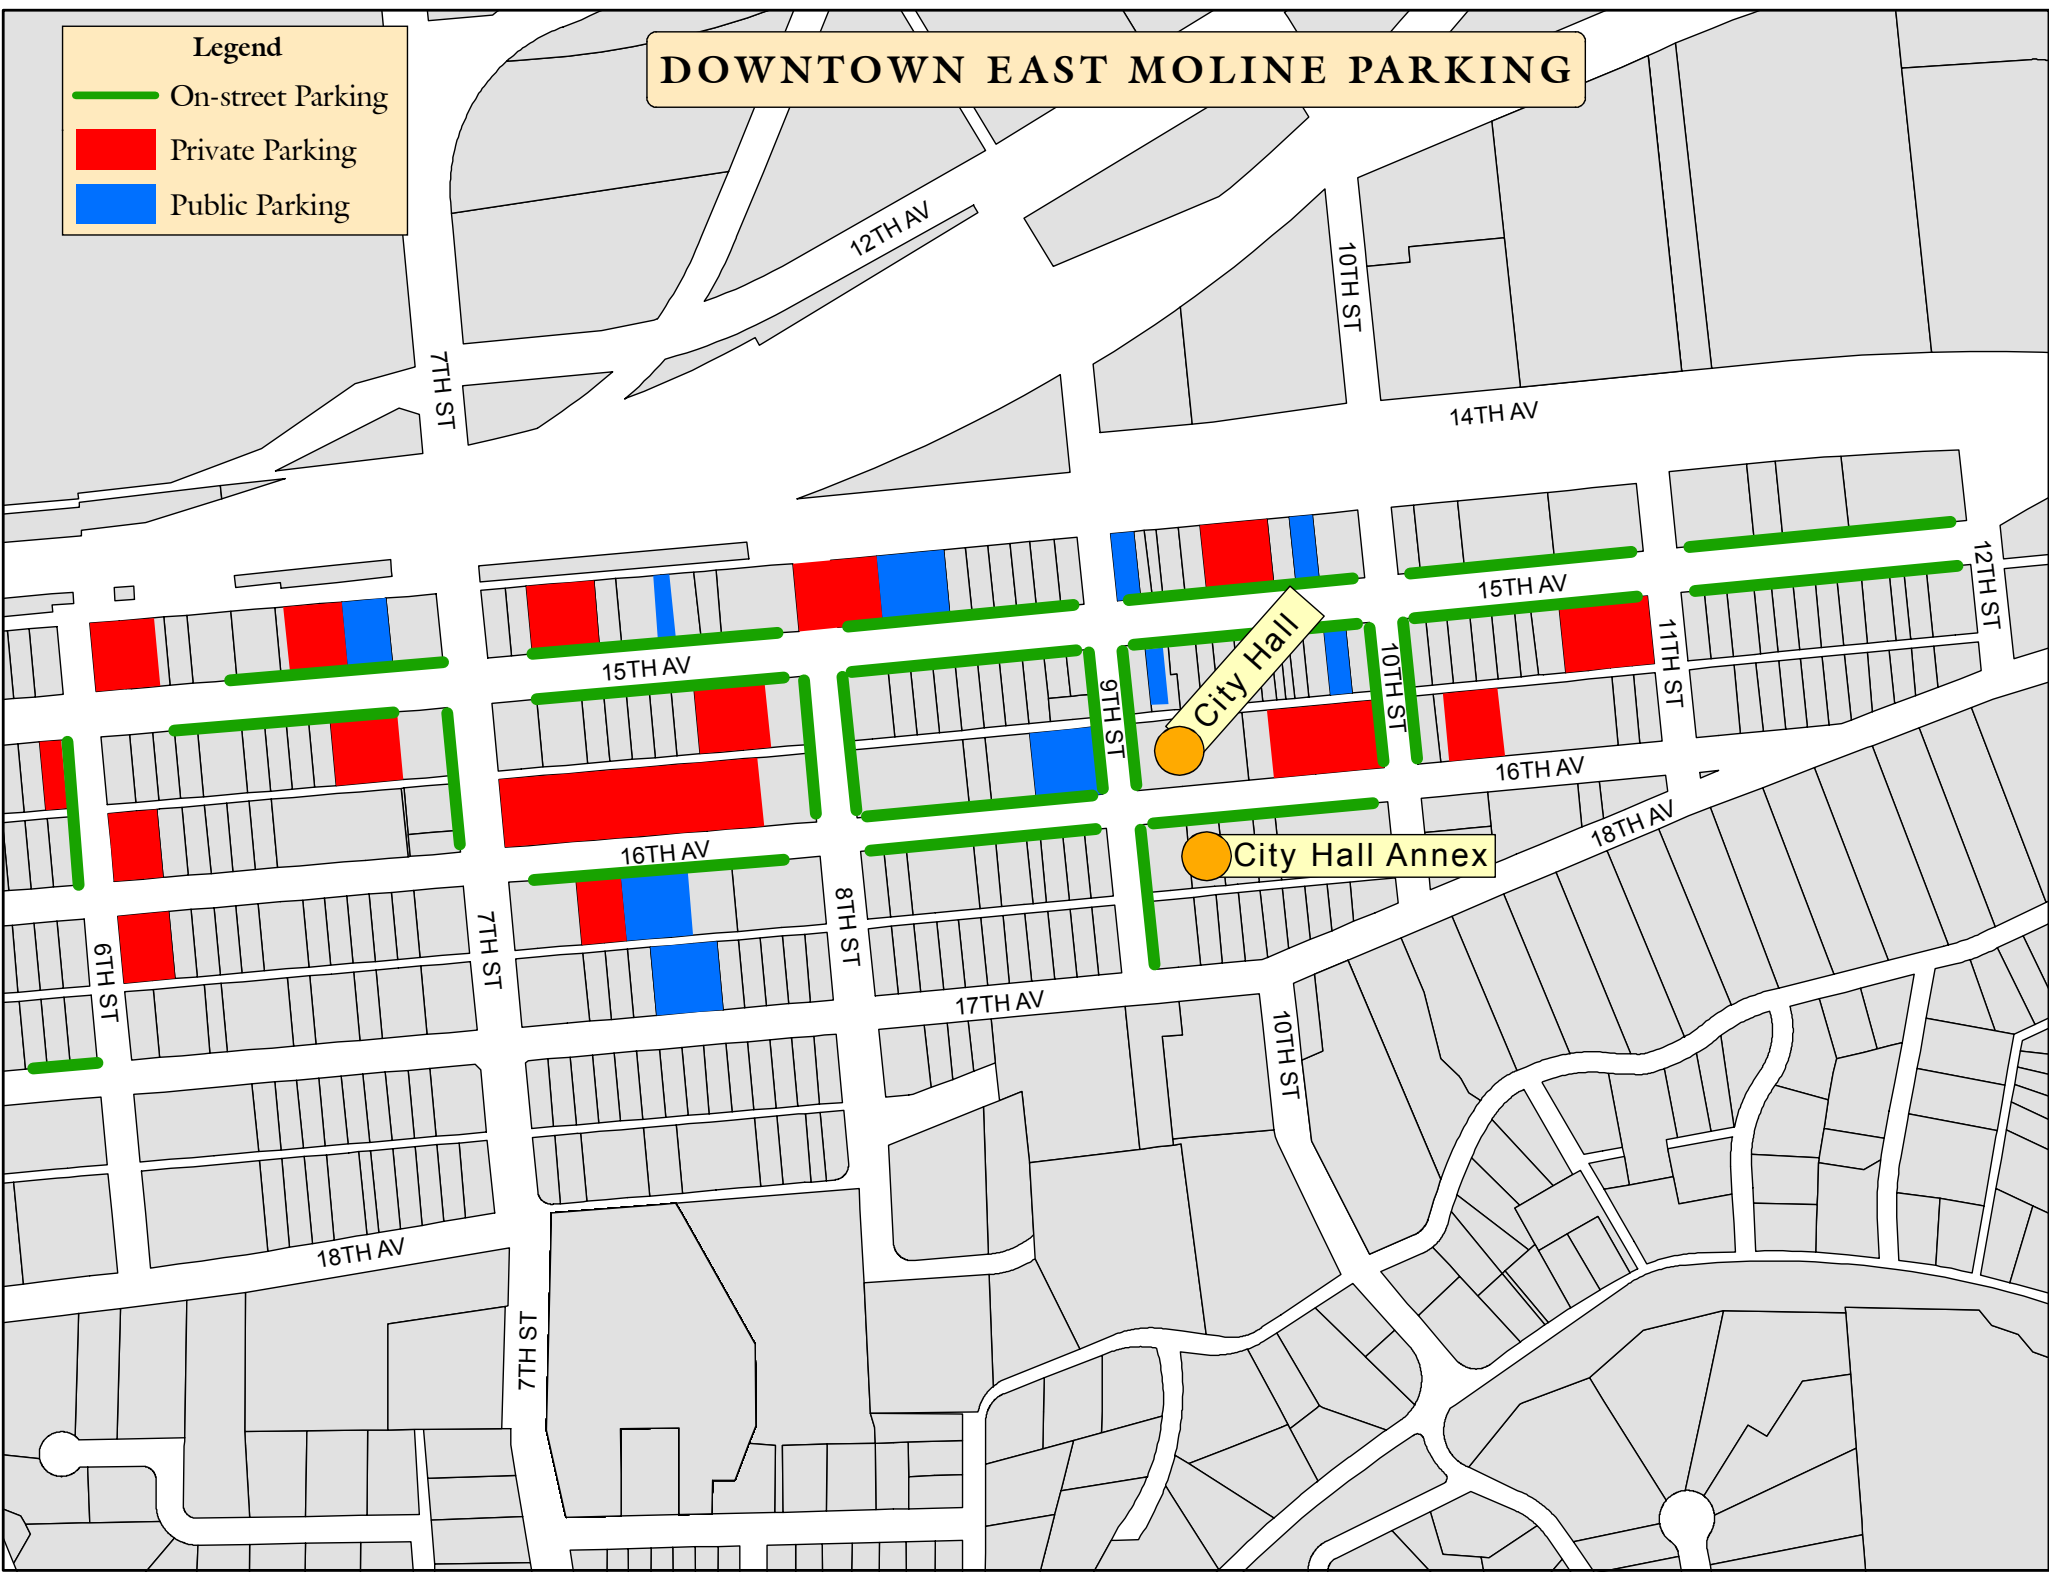 Legend
On-street Parking
Private Parking
Public Parking
DOWNTOWN EAST MOLINE PARKING
12TH AV
10TH ST
7TH ST
14TH AV
15TH AV
12TH ST
15TH AV
City Hall
11TH ST
10TH ST
9TH ST
16TH AV
18TH AV
16TH AV
City Hall Annex
8TH ST
7TH ST
6TH ST
17TH AV
10TH ST
18TH AV
7TH ST